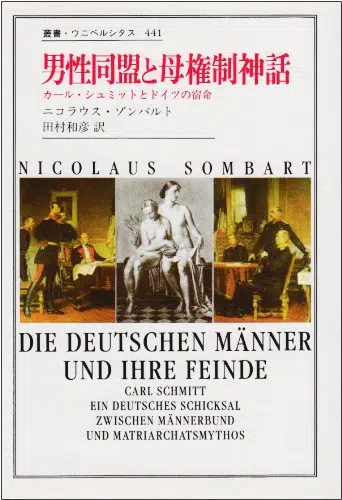 叢書・ウニベルシタス 441
男性同盟と母権制神話
カール・シュミットとドイツの宿命
ニコラウス・ゾンバルト
田村和彦 訳
NICOLAUS SOMBART
DIE DEUTSCHEN MÄNNER
UND IHRE FEINDE
CARL SCHMITT
EIN DEUTSCHES SCHICKSAL
ZWISCHEN MÄNNERBUND
UND MATRIARCHATSMYTHOS